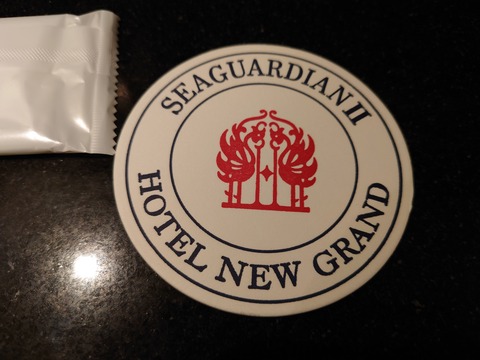 SEAGUARDIAN II
HOTEL NEW GRAND